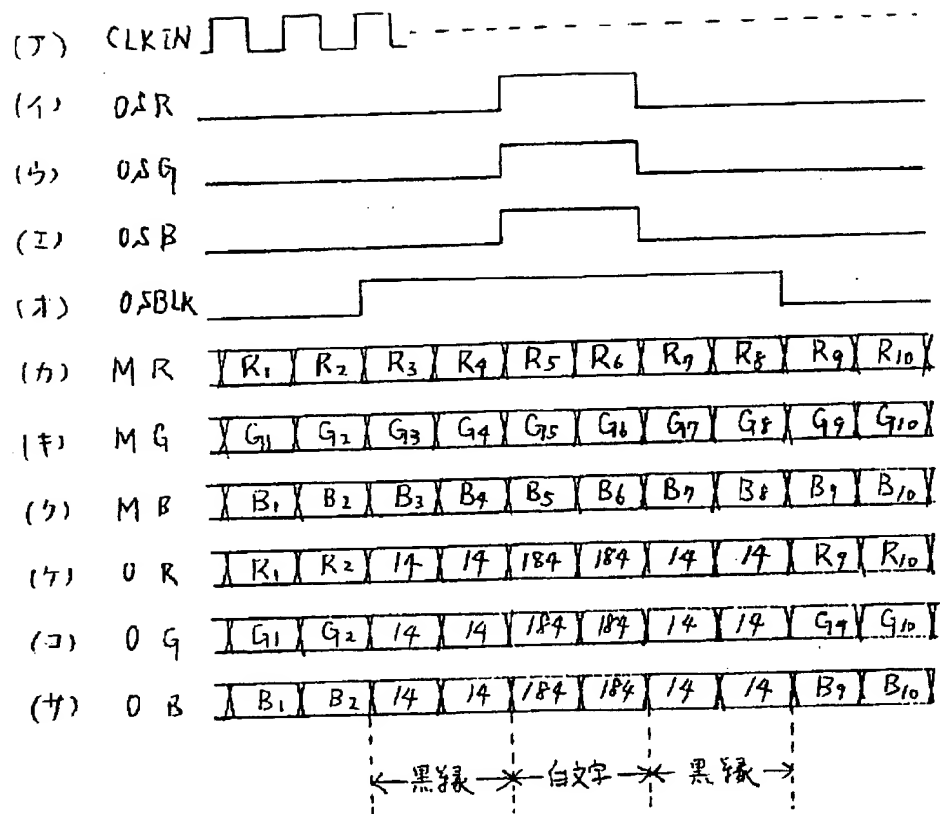 (ア) CLKIN
(イ) OSR
(ウ) OSG
(エ) OSB
(オ) OSBLK
(カ) MR R1 R2 R3 R4 R5 R6 R7 R8 R9 R10
(キ) MG G1 G2 G3 G4 G5 G6 G7 G8 G9 G10
(ク) MB B1 B2 B3 B4 B5 B6 B7 B8 B9 B10
(ケ) OR R1 R2 14 14 184 184 14 14 R9 R10
(コ) OG G1 G2 14 14 184 184 14 14 G9 G10
(サ) OB B1 B2 14 14 184 184 14 14 B9 B10
黒縁 白文字 黒縁